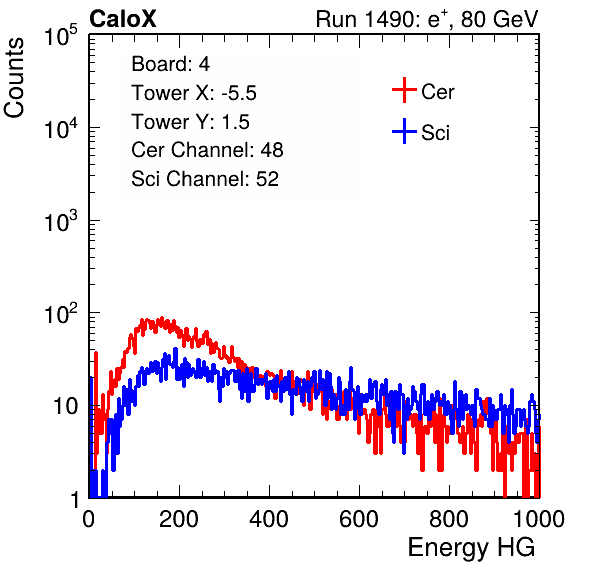 CaloX Run 1490: e⁺, 80 GeV
Counts
Board: 4
Tower X: -5.5
Tower Y: 1.5
Cer Channel: 48
Sci Channel: 52
Cer
Sci
10⁵
10⁴
10³
10²
10
1
0 200 400 600 800 1000
Energy HG